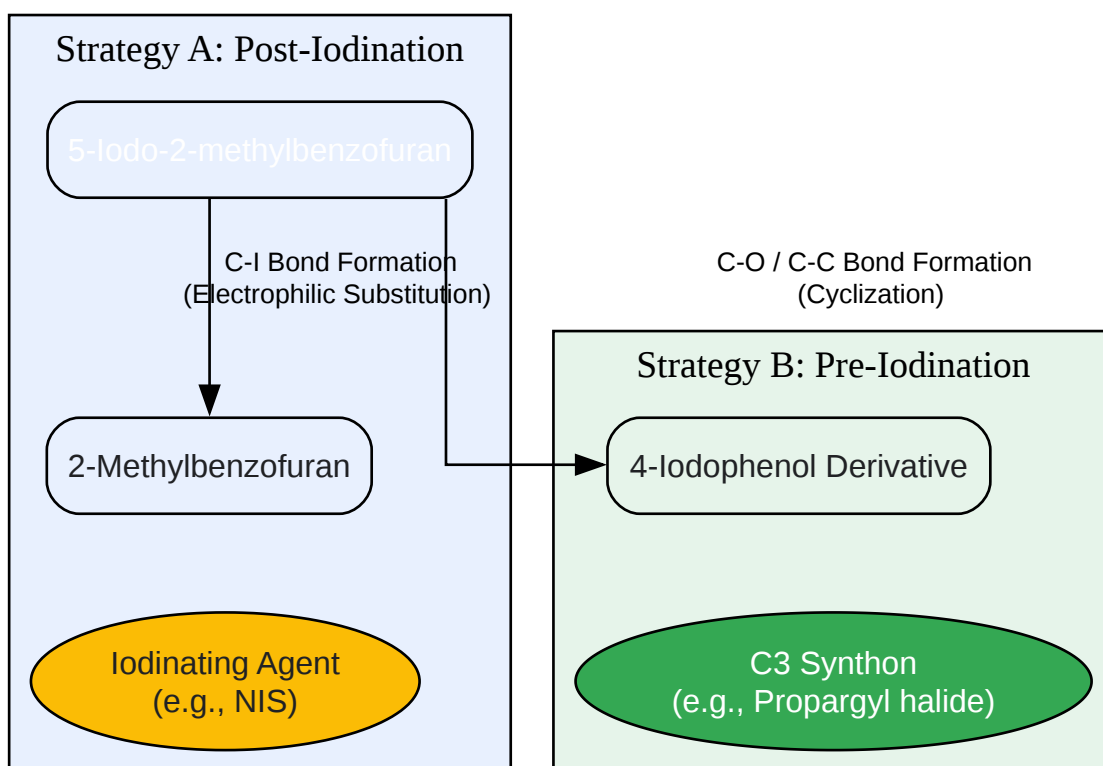 Strategy A: Post-Iodination
5-Iodo-2-methylbenzofuran
C-I Bond Formation
(Electrophilic Substitution)
C-O / C-C Bond Formation
(Cyclization)
Strategy B: Pre-Iodination
2-Methylbenzofuran
4-Iodophenol Derivative
Iodinating Agent
(e.g., NIS)
C3 Synthon
(e.g., Propargyl halide)